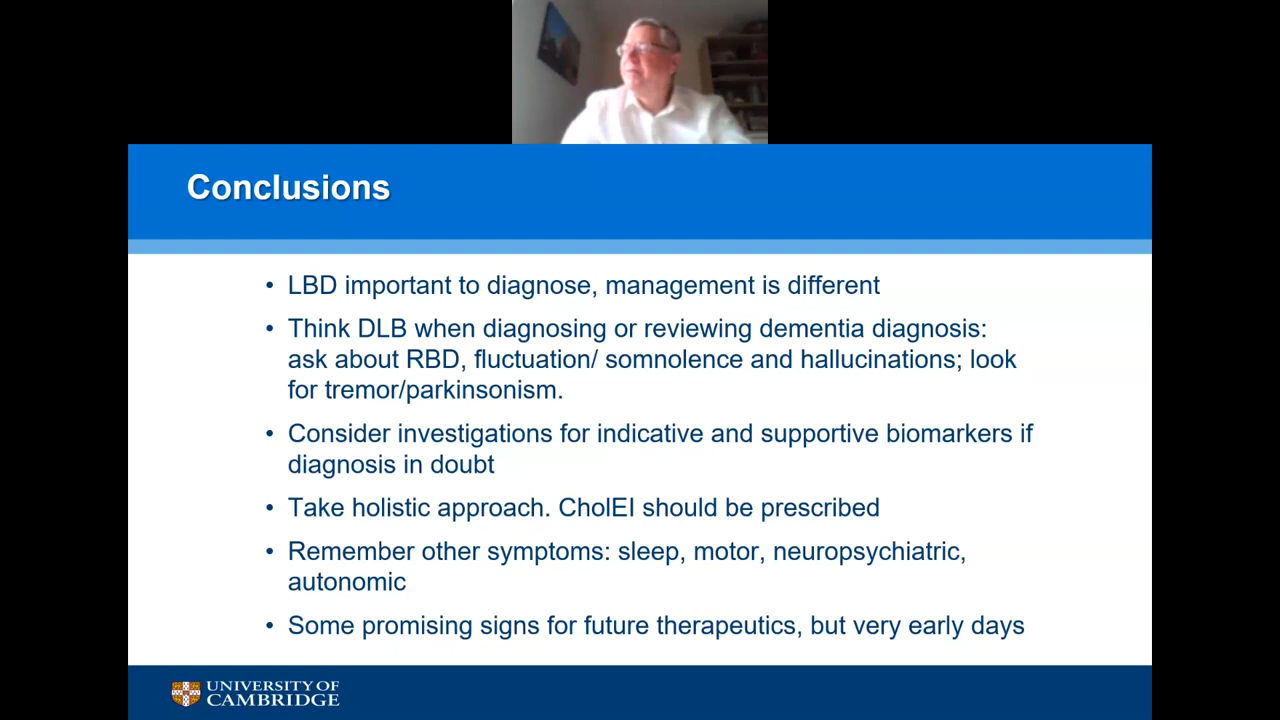 Conclusions
• LBD important to diagnose, management is different
• Think DLB when diagnosing or reviewing dementia diagnosis:
ask about RBD, fluctuation/ somnolence and hallucinations; look
for tremor/parkinsonism.
• Consider investigations for indicative and supportive biomarkers if
diagnosis in doubt
• Take holistic approach. CholEI should be prescribed
• Remember other symptoms: sleep, motor, neuropsychiatric,
autonomic
• Some promising signs for future therapeutics, but very early days
UNIVERSITY OF
CAMBRIDGE